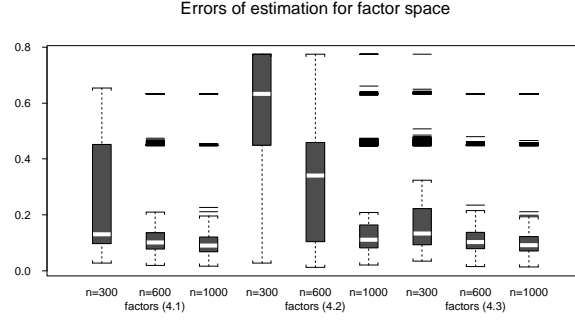 Errors of estimation for factor space
0.8
0.6
0.4
0.2
0.0
n=300 n=600 n=1000 n=300 n=600 n=1000 n=300 n=600 n=1000
factors (4.1) factors (4.2) factors (4.3)